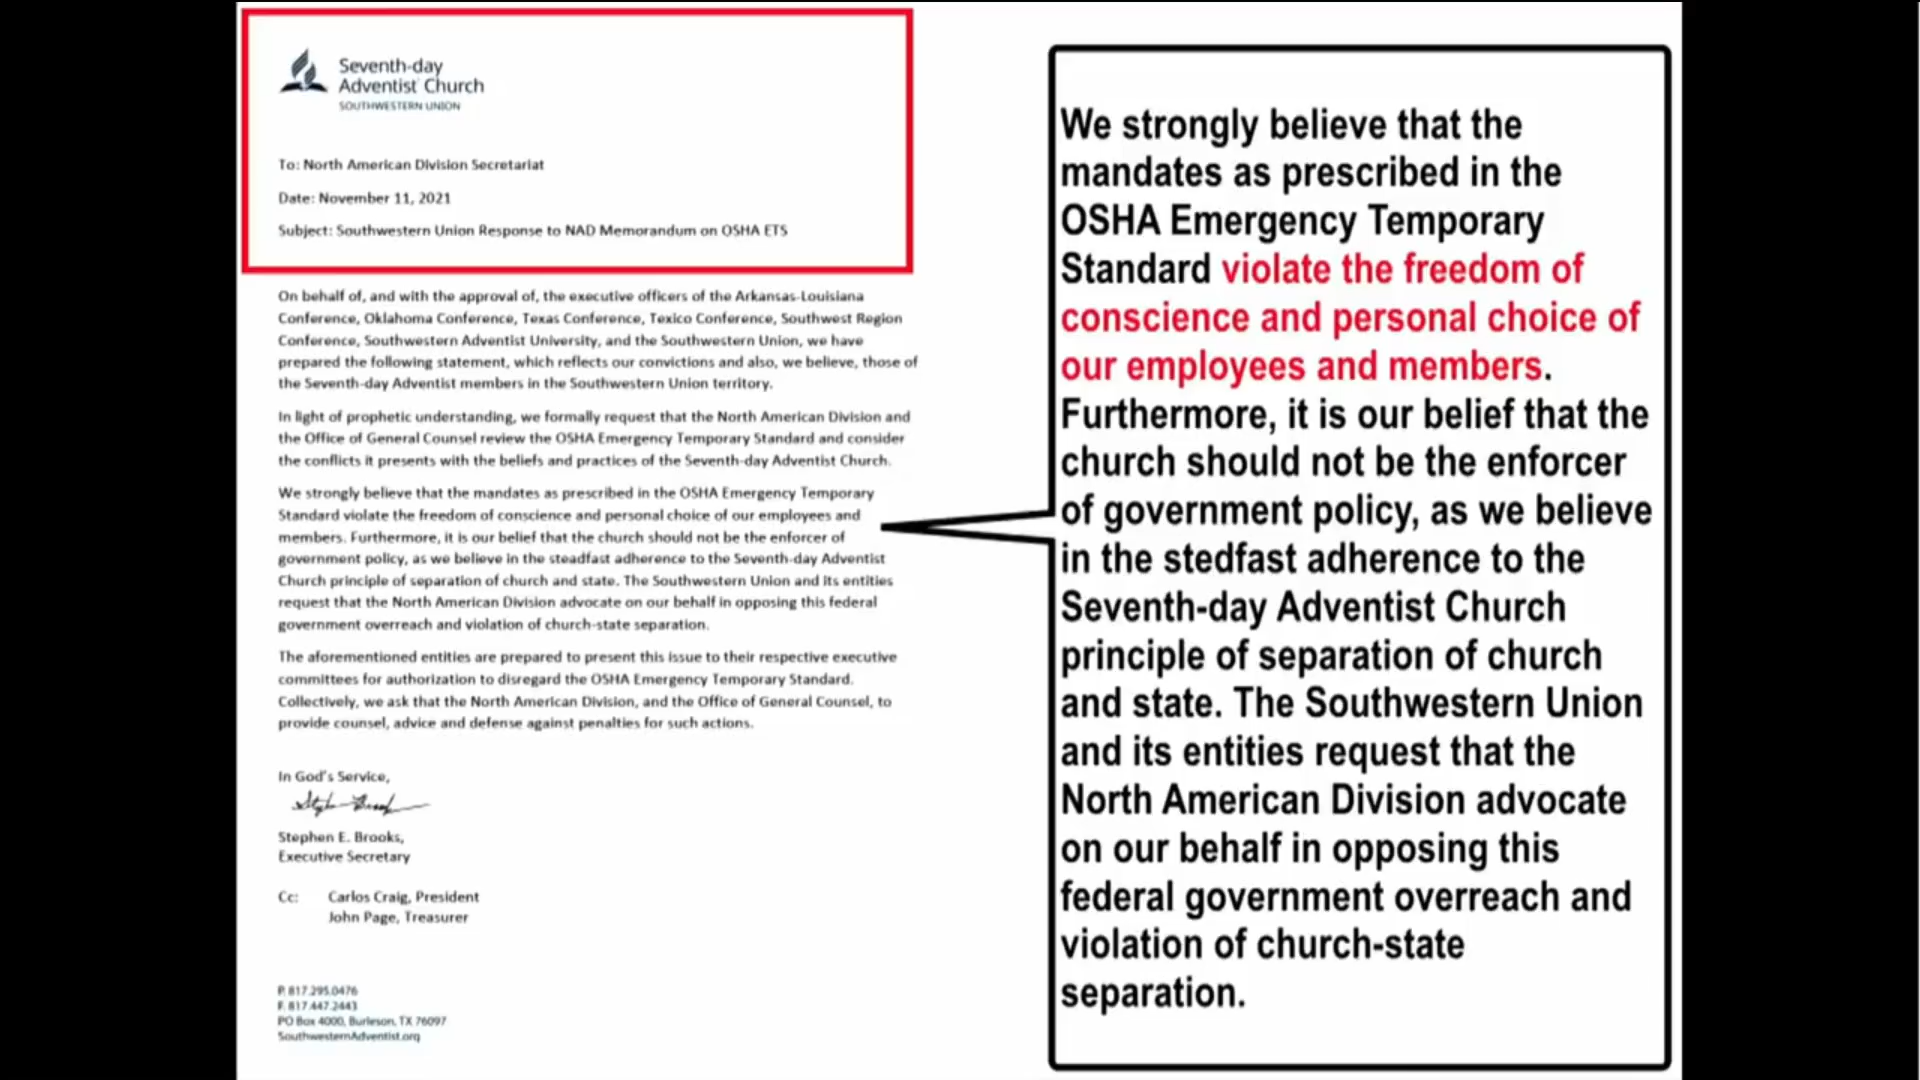 Seventh-day
Adventist Church
SOUTHWESTERN UNION
To: North American Division Secretariat
Date: November 11, 2021
Subject: Southwestern Union Response to NAD Memorandum on OSHA ETS
On behalf of, and with the approval of, the executive officers of the Arkansas-Louisiana
Conference, Oklahoma Conference, Texas Conference, Texico Conference, Southwest Region
Conference, Southwestern Adventist University, and the Southwestern Union, we have
prepared the following statement, which reflects our convictions and also, we believe, those of
the Seventh-day Adventist members in the Southwestern Union territory.
In light of prophetic understanding, we formally request that the North American Division and
the Office of General Counsel review the OSHA Emergency Temporary Standard and consider
the conflicts it presents with the beliefs and practices of the Seventh-day Adventist Church.
We strongly believe that the mandates as prescribed in the OSHA Emergency Temporary
Standard violate the freedom of conscience and personal choice of our employees and
members. Furthermore, it is our belief that the church should not be the enforcer of
government policy, as we believe in the steadfast adherence to the Seventh-day Adventist
Church principle of separation of church and state. The Southwestern Union and its entities
request that the North American Division advocate on our behalf in opposing this federal
government overreach and violation of church-state separation.
The aforementioned entities are prepared to present this issue to their respective executive
committees for authorization to disregard the OSHA Emergency Temporary Standard.
Collectively, we ask that the North American Division, and the Office of General Counsel, to
provide counsel, advice and defense against penalties for such actions.
In God's Service,
Stephen E. Brooks,
Executive Secretary
Cc: Carlos Craig, President
John Page, Treasurer
P. 817.295.0476
F. 817.447.2443
PO Box 4000, Burleson, TX 76097
SouthwesternAdventist.org
We strongly believe that the
mandates as prescribed in the
OSHA Emergency Temporary
Standard violate the freedom of
conscience and personal choice of
our employees and members.
Furthermore, it is our belief that the
church should not be the enforcer
of government policy, as we believe
in the stedfast adherence to the
Seventh-day Adventist Church
principle of separation of church
and state. The Southwestern Union
and its entities request that the
North American Division advocate
on our behalf in opposing this
federal government overreach and
violation of church-state
separation.